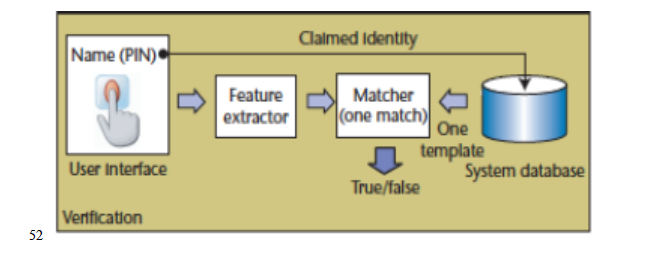 Claimed identity
Name (PIN)
Feature
extractor
Matcher
(one match)
One
template
User interface
System database
True/false
Verification
52